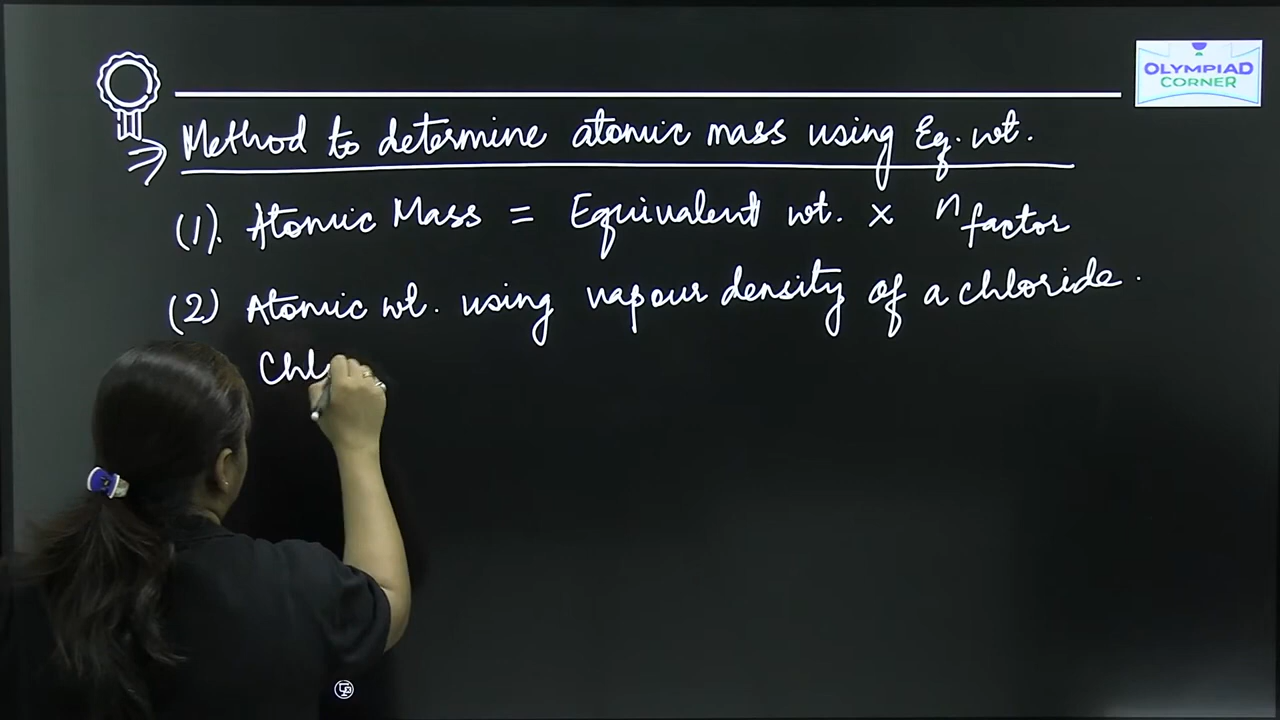 OLYMPIAD
CORNER
⇒ Method to determine atomic mass using Eq. wt.
(1). Atomic Mass = Equivalent wt. × n factor
(2) Atomic wt. using vapour density of a chloride.
Chl